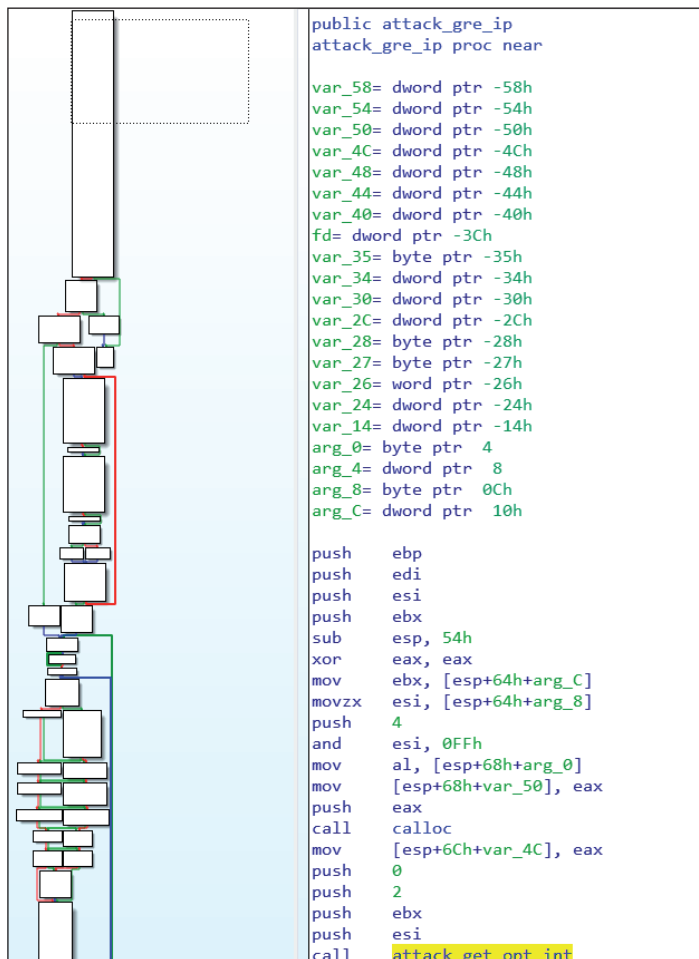 public attack_gre_ip
attack_gre_ip proc near
var_58= dword ptr -58h
var_54= dword ptr -54h
var_50= dword ptr -50h
var_4C= dword ptr -4Ch
var_48= dword ptr -48h
var_44= dword ptr -44h
var_40= dword ptr -40h
fd= dword ptr -3Ch
var_35= byte ptr -35h
var_34= dword ptr -34h
var_30= dword ptr -30h
var_2C= dword ptr -2Ch
var_28= byte ptr -28h
var_27= byte ptr -27h
var_26= word ptr -26h
var_24= dword ptr -24h
var_14= dword ptr -14h
arg_0= byte ptr  4
arg_4= dword ptr  8
arg_8= byte ptr  0Ch
arg_C= dword ptr  10h
push    ebp
push    edi
push    esi
push    ebx
sub     esp, 54h
xor     eax, eax
mov     ebx, [esp+64h+arg_C]
movzx   esi, [esp+64h+arg_8]
push    4
and     esi, 0FFh
mov     al, [esp+68h+arg_0]
mov     [esp+68h+var_50], eax
push    eax
call    calloc
mov     [esp+6Ch+var_4C], eax
push    0
push    2
push    ebx
push    esi
call    attack_get_opt_int